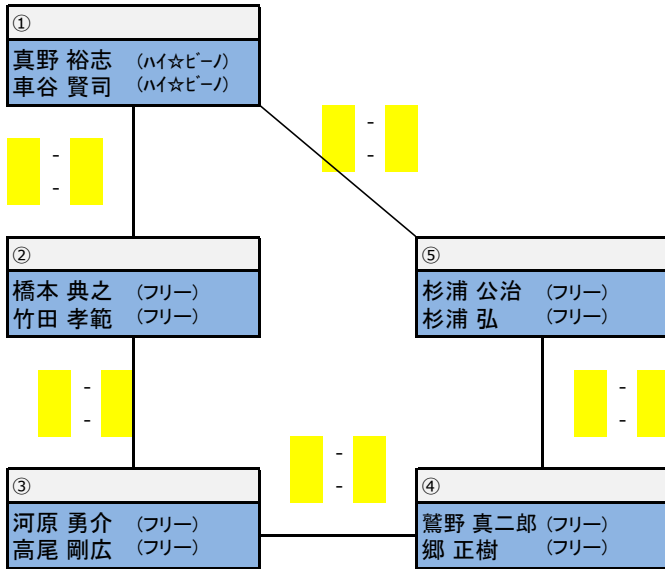 ①
真野 裕志 (ハイ☆ビーノ)
車谷 賢司 (ハイ☆ビーノ)
-
-
-
-
②
橋本 典之 (フリー)
竹田 孝範 (フリー)
⑤
杉浦 公治 (フリー)
杉浦 弘 (フリー)
-
-
-
-
-
-
③
河原 勇介 (フリー)
高尾 剛広 (フリー)
④
鷲野 真二郎 (フリー)
郷 正樹 (フリー)